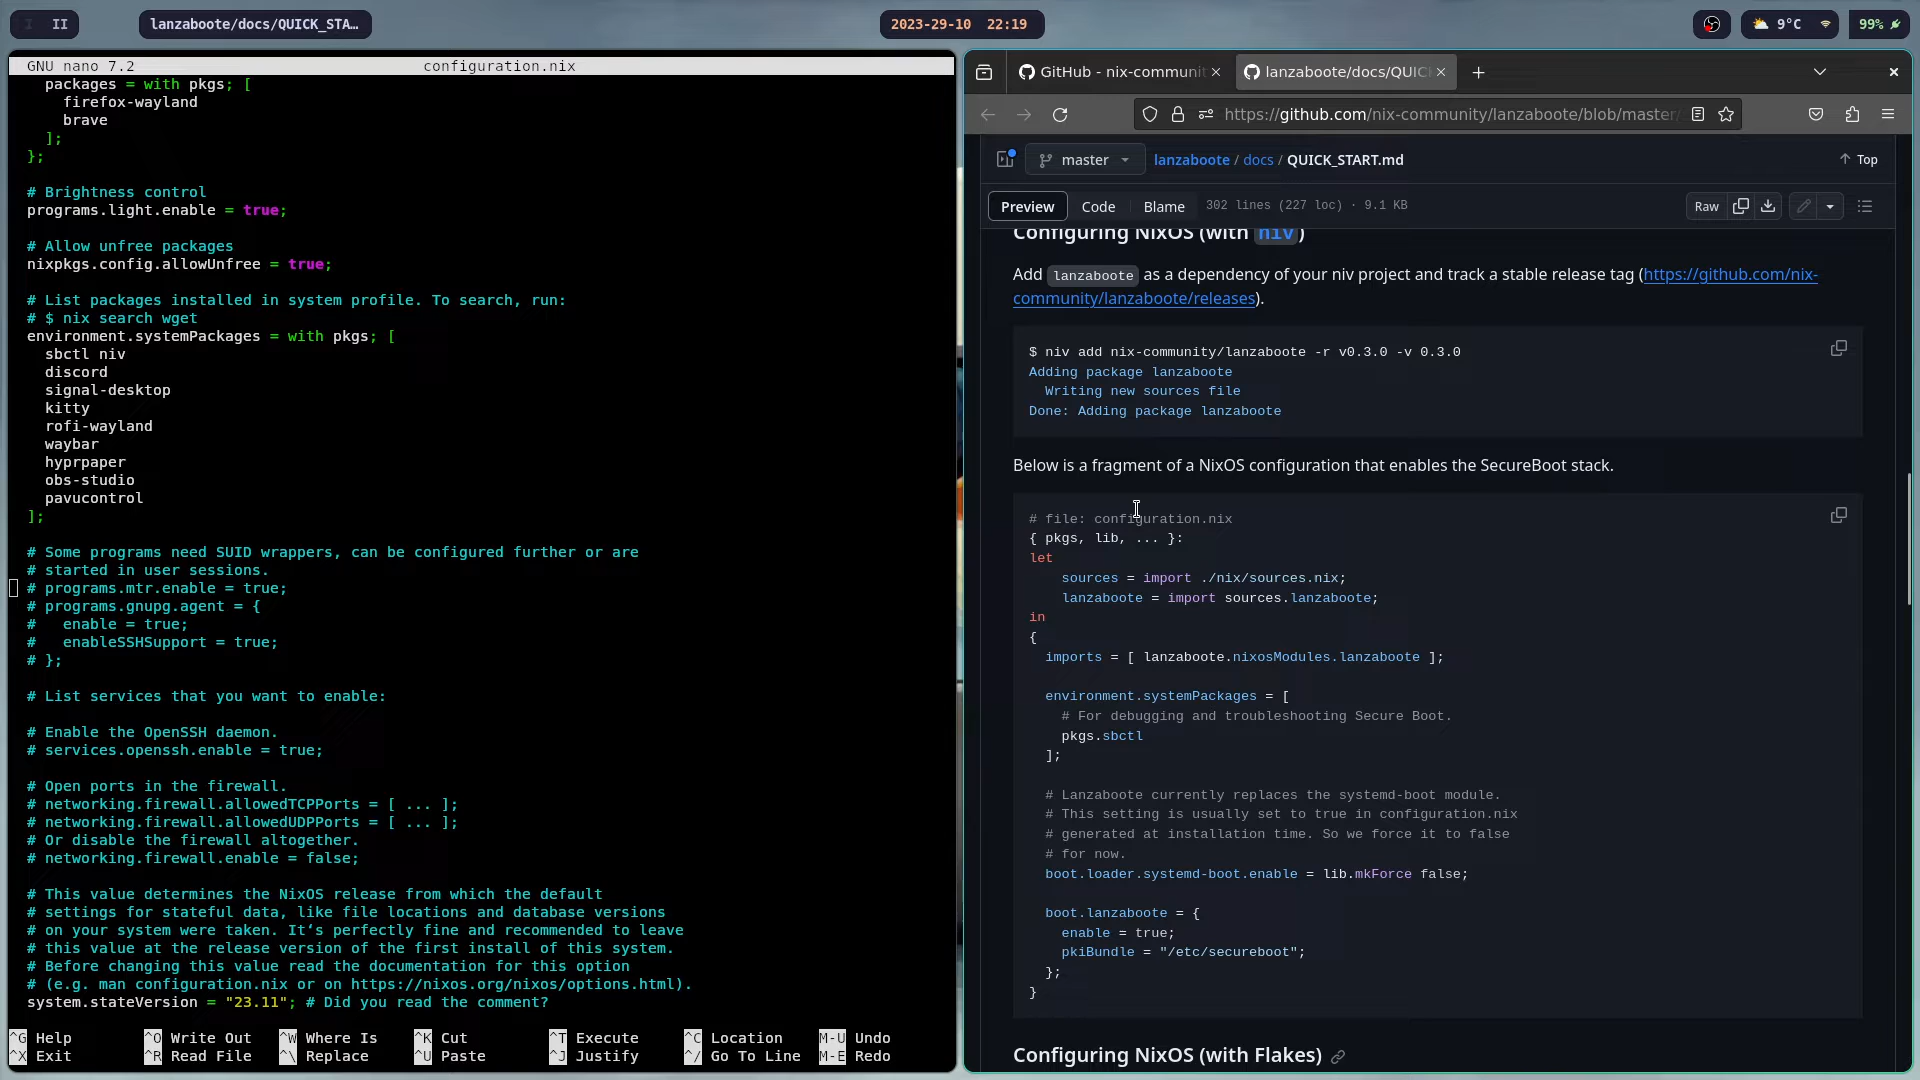 I II
lanzaboote/docs/QUICK_STA…
2023-29-10 22:19
9°C
99%
GNU nano 7.2 configuration.nix
packages = with pkgs; [
firefox-wayland
brave
];
};
# Brightness control
programs.light.enable = true;
# Allow unfree packages
nixpkgs.config.allowUnfree = true;
# List packages installed in system profile. To search, run:
# $ nix search wget
environment.systemPackages = with pkgs; [
sbctl niv
discord
signal-desktop
kitty
rofi-wayland
waybar
hyprpaper
obs-studio
pavucontrol
];
# Some programs need SUID wrappers, can be configured further or are
# started in user sessions.
# programs.mtr.enable = true;
# programs.gnupg.agent = {
#   enable = true;
#   enableSSHSupport = true;
# };
# List services that you want to enable:
# Enable the OpenSSH daemon.
# services.openssh.enable = true;
# Open ports in the firewall.
# networking.firewall.allowedTCPPorts = [ ... ];
# networking.firewall.allowedUDPPorts = [ ... ];
# Or disable the firewall altogether.
# networking.firewall.enable = false;
# This value determines the NixOS release from which the default
# settings for stateful data, like file locations and database versions
# on your system were taken. It‘s perfectly fine and recommended to leave
# this value at the release version of the first install of this system.
# Before changing this value read the documentation for this option
# (e.g. man configuration.nix or on https://nixos.org/nixos/options.html).
system.stateVersion = "23.11"; # Did you read the comment?
^G Help ^O Write Out ^W Where Is ^K Cut ^T Execute ^C Location M-U Undo
^X Exit ^R Read File ^\ Replace ^U Paste ^J Justify ^/ Go To Line M-E Redo
GitHub - nix-communi
lanzaboote/docs/QUIC
https://github.com/nix-community/lanzaboote/blob/master/
master
lanzaboote / docs / QUICK_START.md
Top
Preview Code Blame 302 lines (227 loc) · 9.1 KB
Raw
Configuring NixOS (with niv)
Add lanzaboote as a dependency of your niv project and track a stable release tag (https://github.com/nix-
community/lanzaboote/releases).
$ niv add nix-community/lanzaboote -r v0.3.0 -v 0.3.0
Adding package lanzaboote
Writing new sources file
Done: Adding package lanzaboote
Below is a fragment of a NixOS configuration that enables the SecureBoot stack.
# file: configuration.nix
{ pkgs, lib, ... }:
let
sources = import ./nix/sources.nix;
lanzaboote = import sources.lanzaboote;
in
{
imports = [ lanzaboote.nixosModules.lanzaboote ];
environment.systemPackages = [
# For debugging and troubleshooting Secure Boot.
pkgs.sbctl
];
# Lanzaboote currently replaces the systemd-boot module.
# This setting is usually set to true in configuration.nix
# generated at installation time. So we force it to false
# for now.
boot.loader.systemd-boot.enable = lib.mkForce false;
boot.lanzaboote = {
enable = true;
pkiBundle = "/etc/secureboot";
};
}
Configuring NixOS (with Flakes)